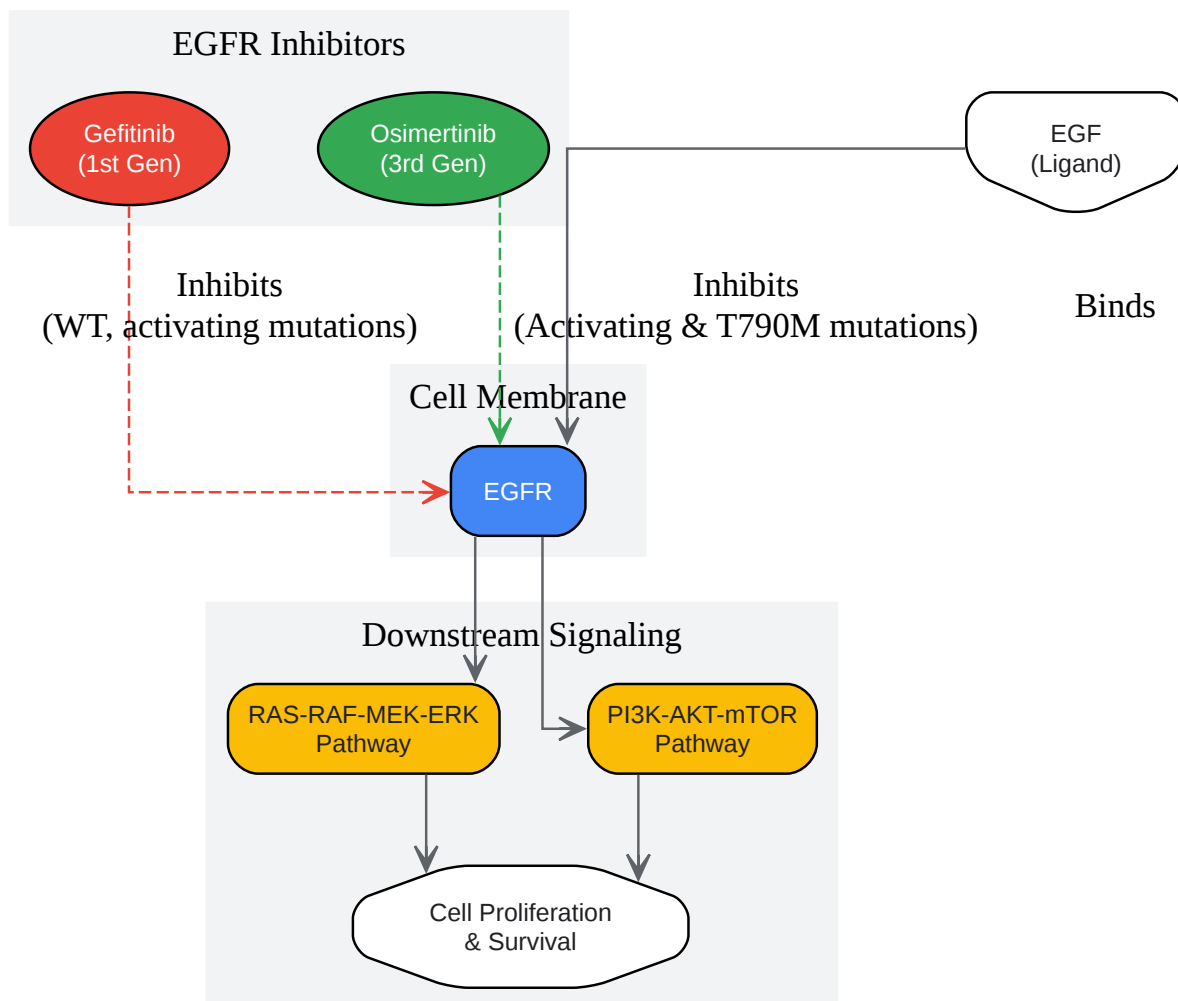 EGFR Inhibitors
Gefitinib
(1st Gen)
Osimertinib
(3rd Gen)
EGF
(Ligand)
Inhibits
(WT, activating mutations)
Inhibits
(Activating & T790M mutations)
Binds
Cell Membrane
EGFR
Downstream Signaling
RAS-RAF-MEK-ERK
Pathway
PI3K-AKT-mTOR
Pathway
Cell Proliferation
& Survival